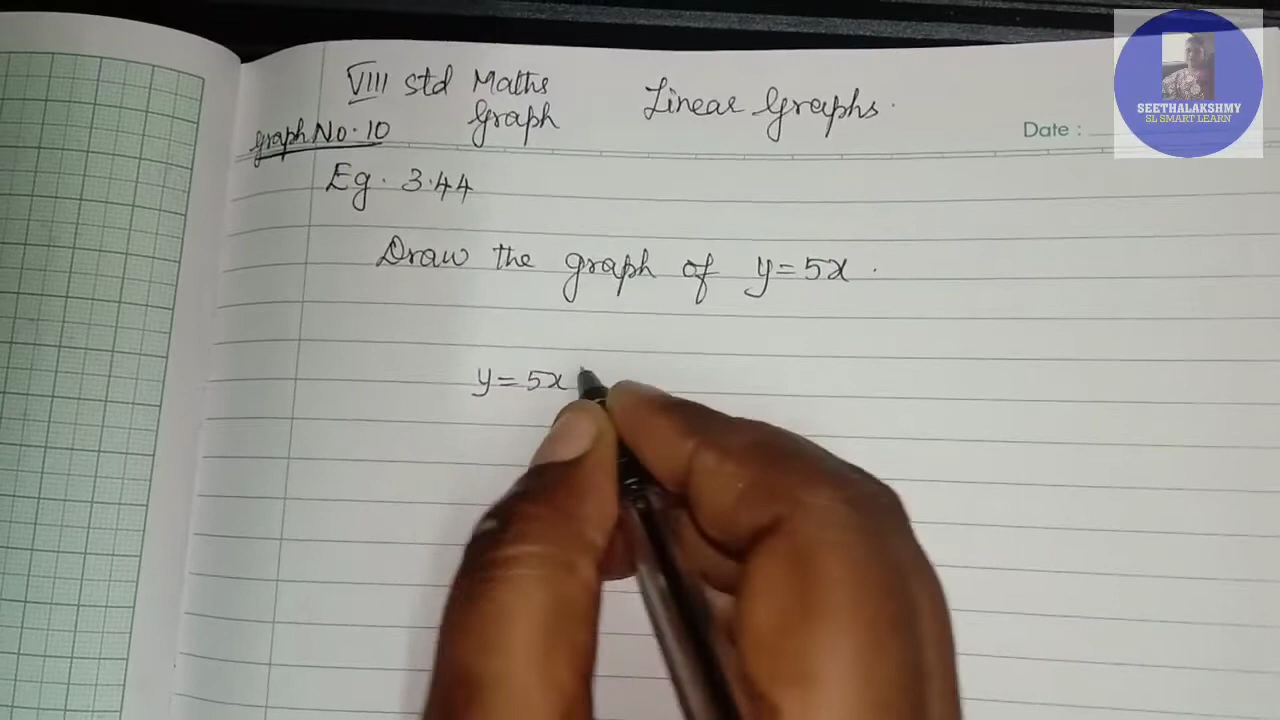 VIII Std Maths Linear Graphs.
Graph
graph No. 10
Date :
Eg. 3.44
Draw the graph of y=5x.
y=5x
SEETHALAKSHMY
SL SMART LEARN